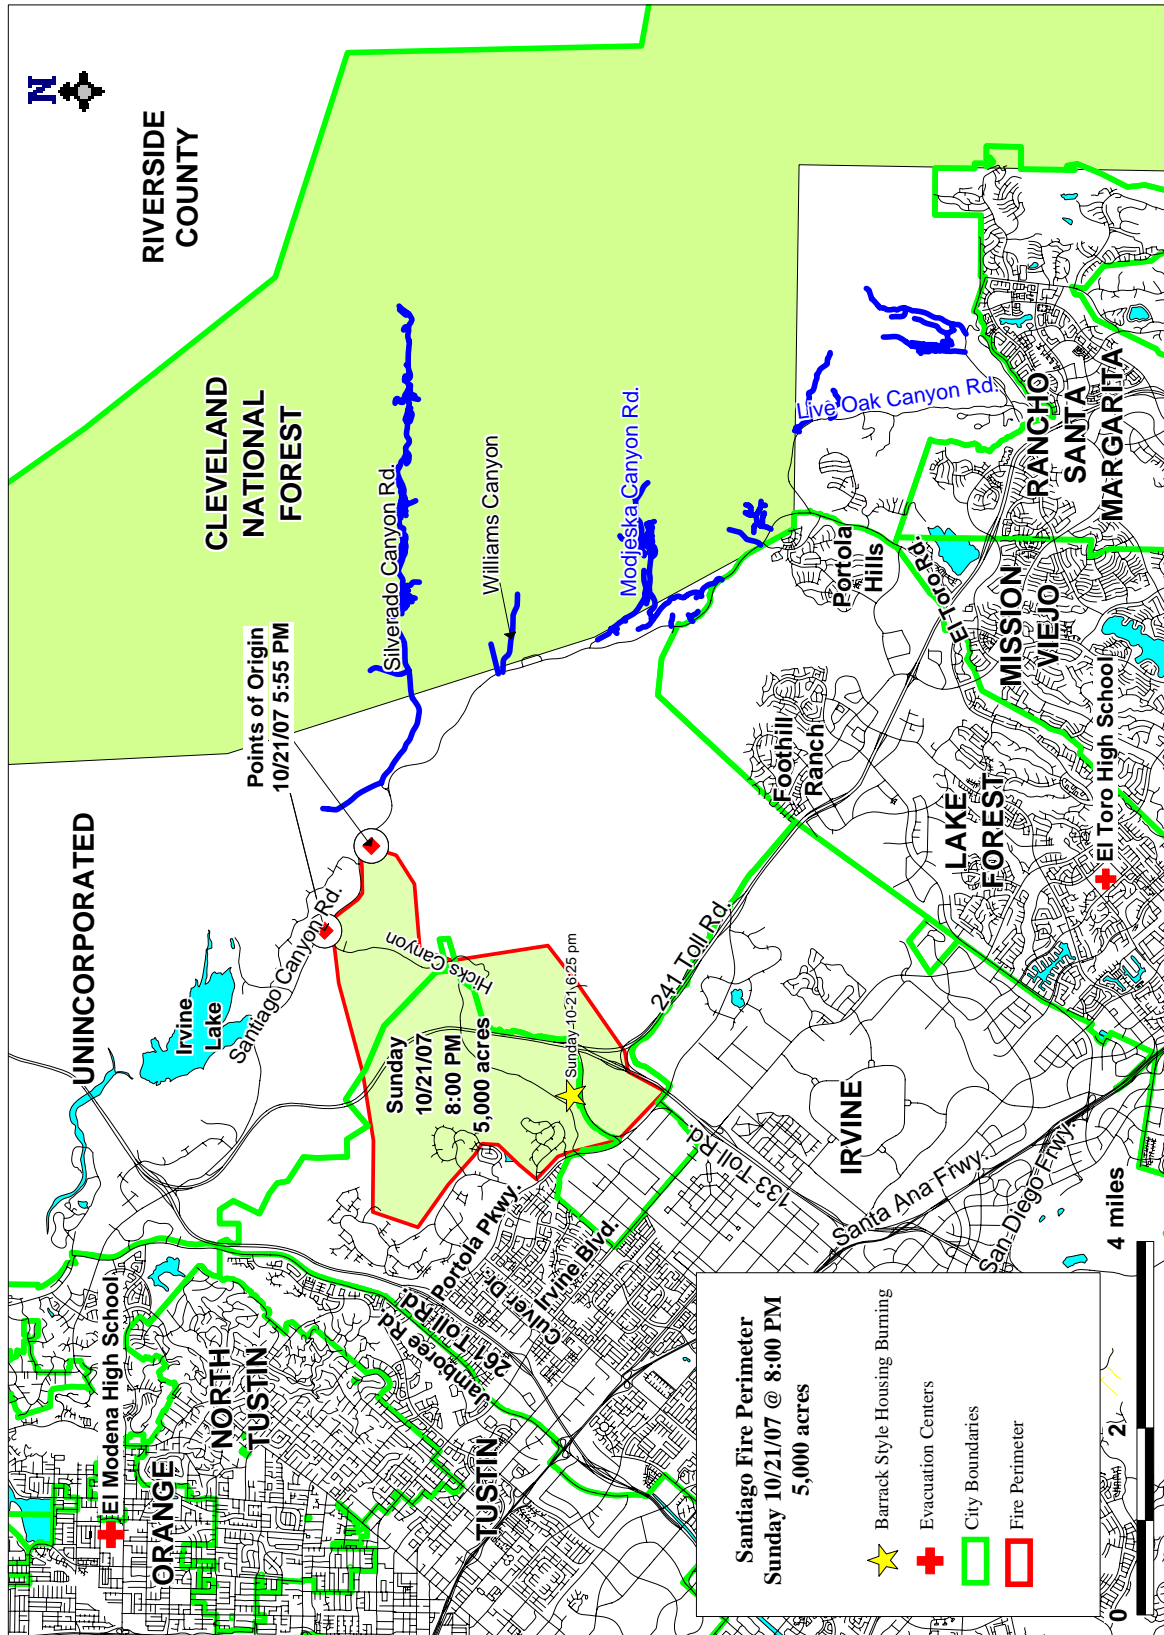 N
RIVERSIDE
COUNTY
CLEVELAND
NATIONAL
FOREST
UNINCORPORATED
Points of Origin
10/21/07 5:55 PM
Silverado Canyon Rd.
Williams Canyon
Modjeska Canyon Rd.
Live Oak Canyon Rd.
Irvine
Lake
Santiago Canyon Rd.
Hicks Canyon
Sunday
10/21/07
8:00 PM
5,000 acres
Sunday 10-21 6:25 pm
241 Toll Rd.
133 Toll Rd.
Portola
Hills
El Toro Rd.
Foothill
Ranch
RANCHO
SANTA
MARGARITA
MISSION
VIEJO
LAKE
FOREST
El Toro High School
IRVINE
Santa Ana Frwy.
San Diego Frwy.
El Modena High School
ORANGE
NORTH
TUSTIN
TUSTIN
Jamboree Rd.
261 Toll Rd.
Portola Pkwy.
Culver Dr.
Irvine Blvd.
Santiago Fire Perimeter
Sunday 10/21/07 @ 8:00 PM
5,000 acres
Barrack Style Housing Burning
Evacuation Centers
City Boundaries
Fire Perimeter
0 2 4 miles